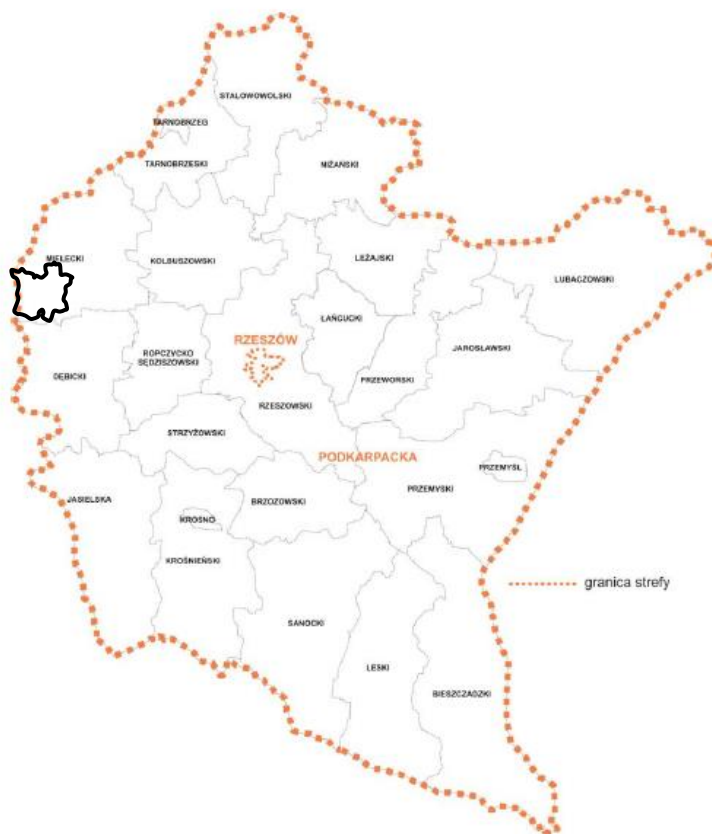 STALOWOWOLSKI
TARNOBRZEG
TARNOBRZESKI
NIŻAŃSKI
MIELECKI
KOLBUSZOWSKI
LEŻAJSKI
LUBACZOWSKI
ŁAŃCUCKI
RZESZÓW
ROPCZYCKO
SĘDZISZOWSKI
JAROSŁAWSKI
DĘBICKI
PRZEWORSKI
RZESZOWSKI
STRZYŻOWSKI
PODKARPACKA
PRZEMYŚL
JASIELSKA
BRZOZOWSKI
PRZEMYSKI
KROSNO
KROŚNIEŃSKI
granica strefy
SANOCKI
LESKI
BIESZCZADZKI